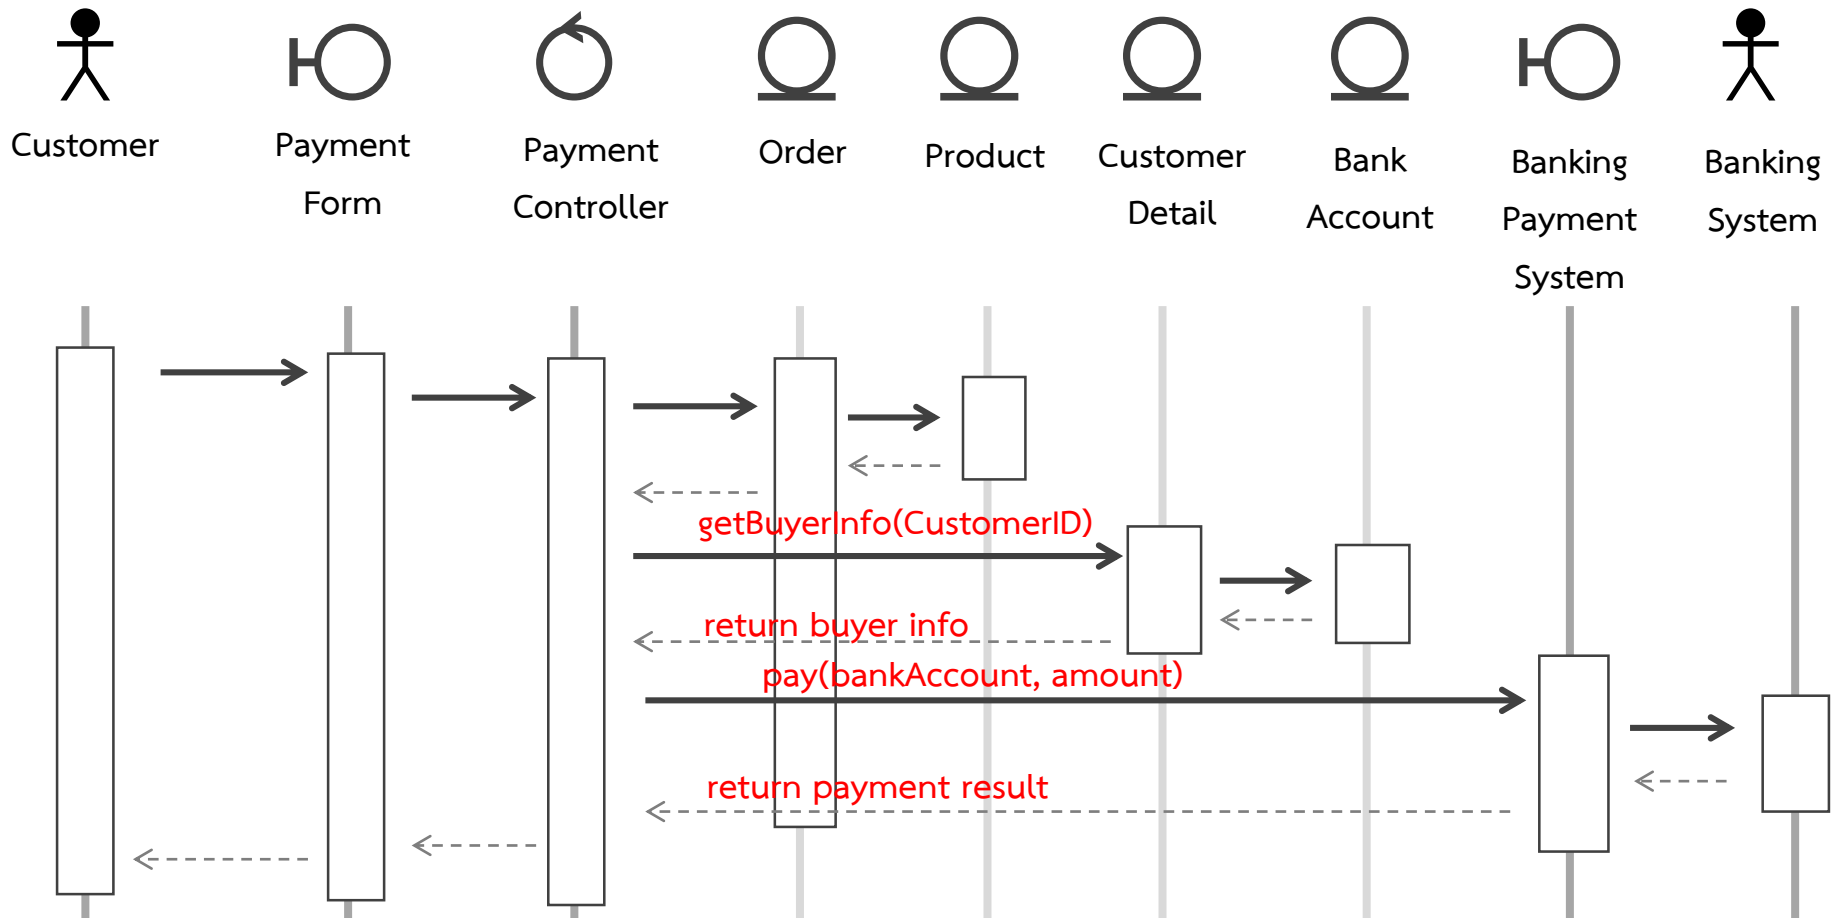 Customer
Payment
Form
Payment
Controller
Order
Product
Customer
Detail
Bank
Account
Banking
Payment
System
Banking
System
getBuyerInfo(CustomerID)
return buyer info
pay(bankAccount, amount)
return payment result